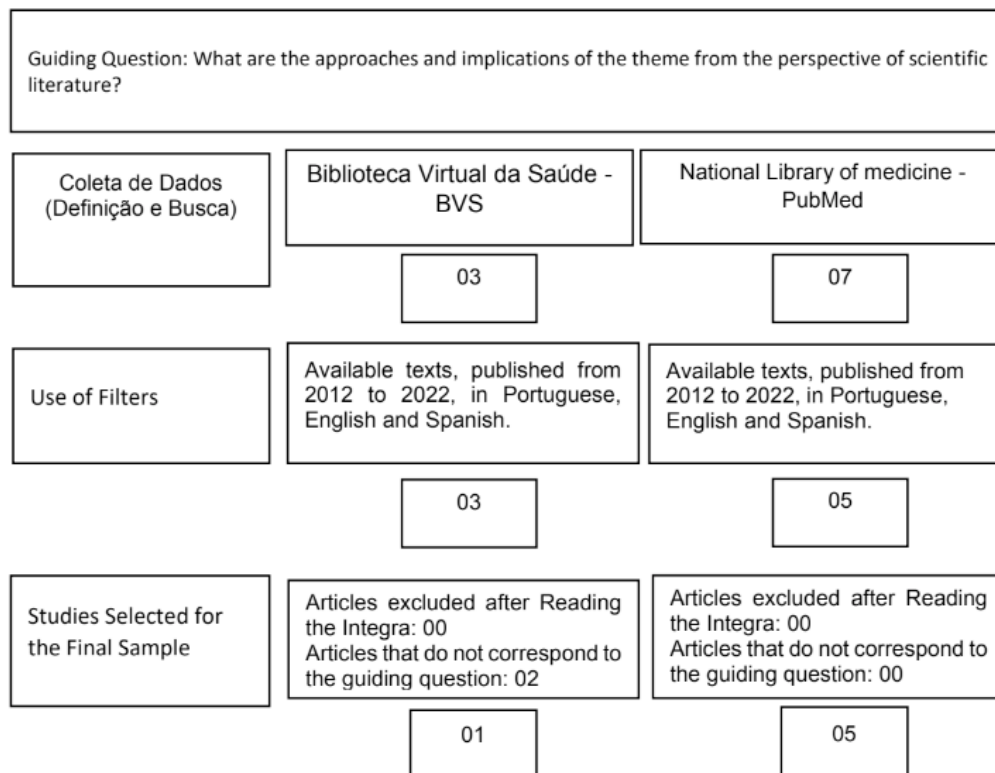 Guiding Question: What are the approaches and implications of the theme from the perspective of scientific
literature?
Coleta de Dados
(Definição e Busca)
Biblioteca Virtual da Saúde -
BVS
National Library of medicine -
PubMed
03
07
Use of Filters
Available texts, published from
2012 to 2022, in Portuguese,
English and Spanish.
Available texts, published from
2012 to 2022, in Portuguese,
English and Spanish.
03
05
Studies Selected for
the Final Sample
Articles excluded after Reading
the Integra: 00
Articles that do not correspond to
the guiding question: 02
Articles excluded after Reading
the Integra: 00
Articles that do not correspond to
the guiding question: 00
01
05